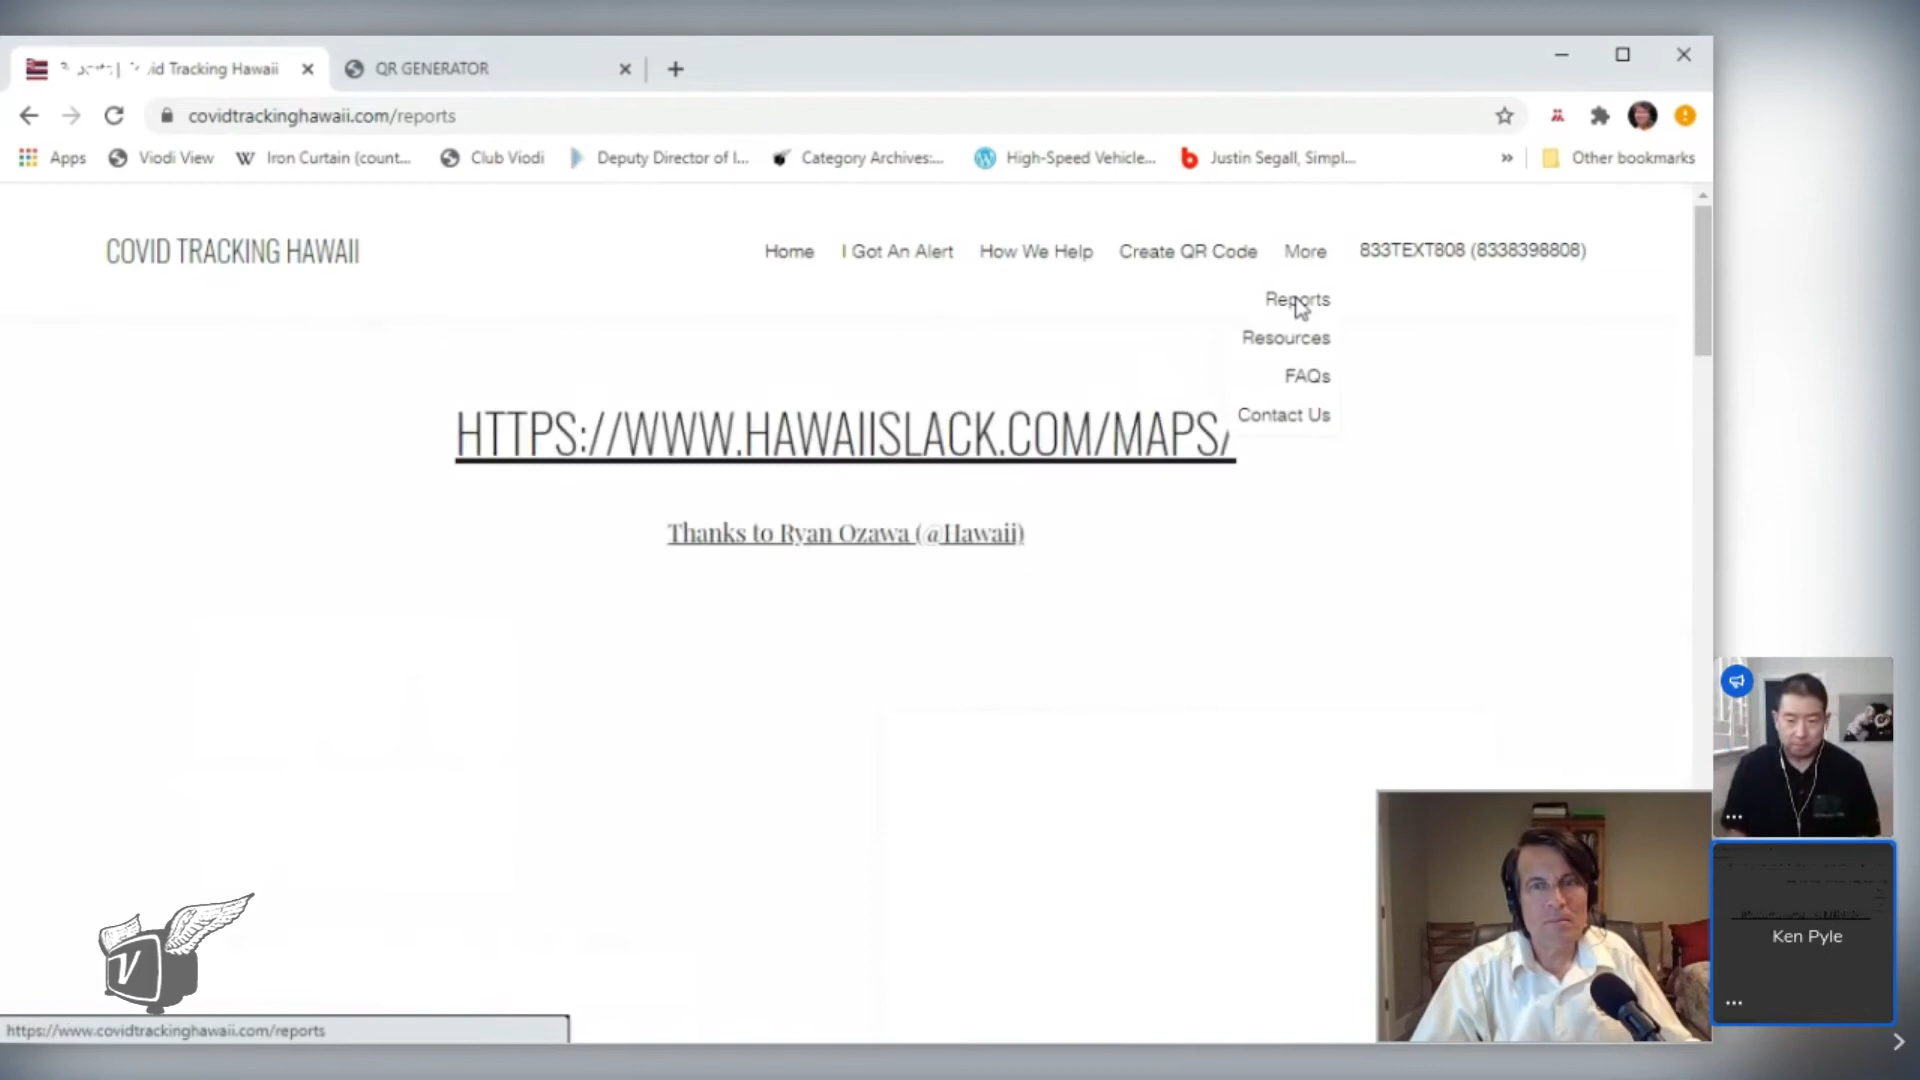 Covid Tracking Hawaii
QR GENERATOR
covidtrackinghawaii.com/reports
Apps
Viodi View
Iron Curtain (count...
Club Viodi
Deputy Director of I...
Category Archives:...
High-Speed Vehicle...
Justin Segall, Simpl...
Other bookmarks
COVID TRACKING HAWAII
Home
I Got An Alert
How We Help
Create QR Code
More
833TEXT808 (8338398808)
Reports
Resources
FAQs
Contact Us
HTTPS://WWW.HAWAIISLACK.COM/MAPS/
Thanks to Ryan Ozawa (@Hawaii)
V
Ken Pyle
https://www.covidtrackinghawaii.com/reports